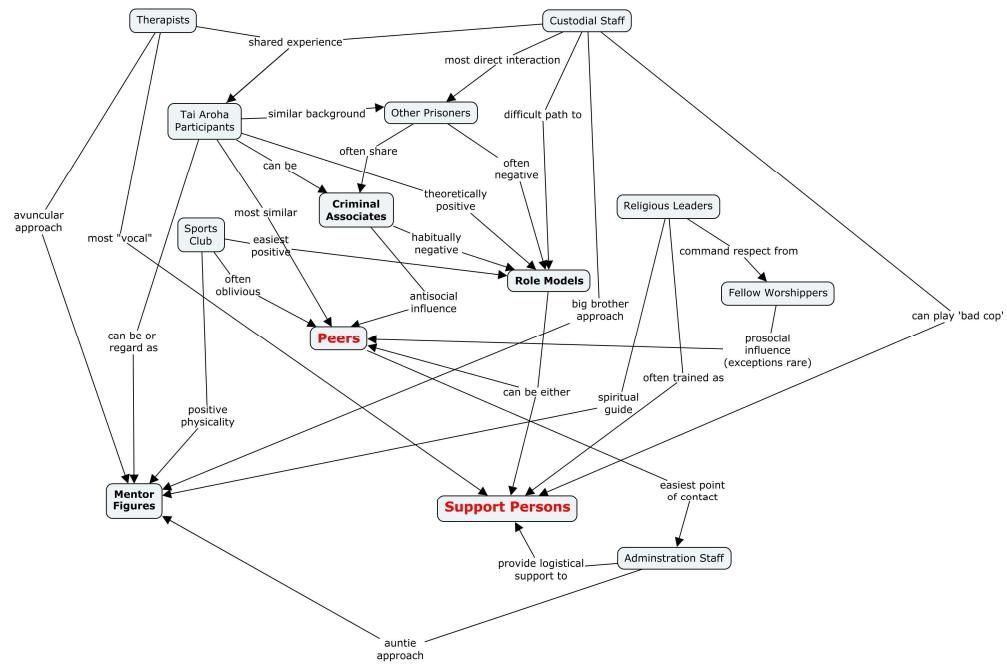 Therapists
Custodial Staff
shared experience
most direct interaction
Tai Aroha
Participants
similar background
Other Prisoners
difficult path to
often share
can be
often
negative
Criminal
Associates
theoretically
positive
Religious Leaders
avuncular
approach
most "vocal"
most similar
Sports
Club
easiest
positive
habitually
negative
command respect from
Role Models
Fellow Worshippers
often
oblivious
antisocial
influence
big brother
approach
can play 'bad cop'
can be or
regard as
Peers
prosocial
influence
(exceptions rare)
often trained as
can be either
positive
physicality
spiritual
guide
Mentor
Figures
Support Persons
easiest point
of contact
provide logistical
support to
Adminstration Staff
auntie
approach